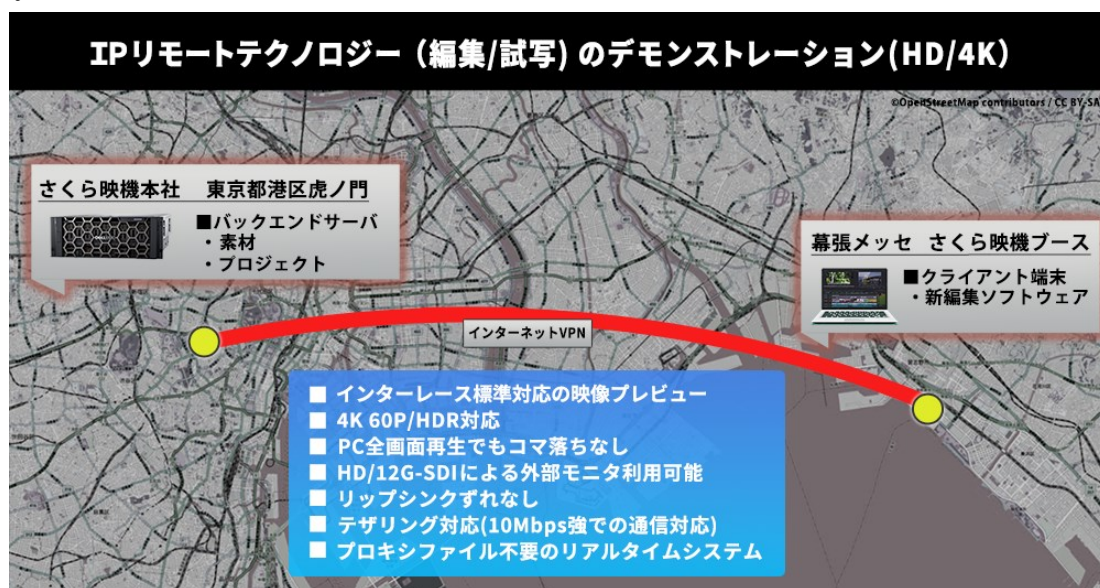 IPリモートテクノロジー（編集/試写) のデモンストレーション(HD/4K）
©OpenStreetMap contributors / CC BY-SA
さくら映機本社　東京都港区虎ノ門
■バックエンドサーバ
・素材
・プロジェクト
幕張メッセ　さくら映機ブース
■クライアント端末
・新編集ソフトウェア
インターネットVPN
■ インターレース標準対応の映像プレビュー
■ 4K 60P/HDR対応
■ PC全画面再生でもコマ落ちなし
■ HD/12G-SDIによる外部モニタ利用可能
■ リップシンクずれなし
■ テザリング対応(10Mbps強での通信対応)
■ プロキシファイル不要のリアルタイムシステム